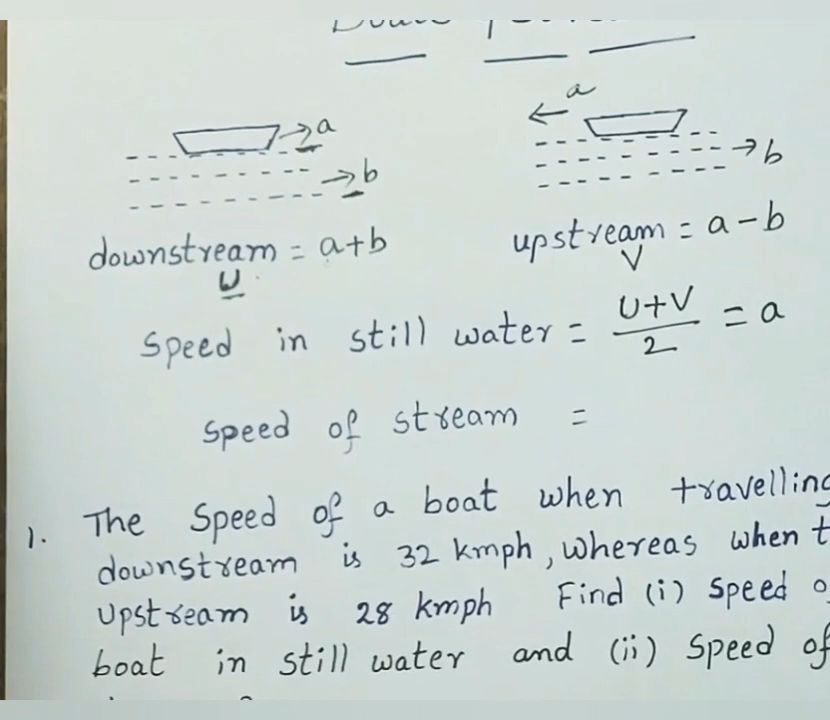 a
b
downstream = a+b
U
a
b
upstream = a-b
V
Speed in still water = U+V/2 = a
Speed of stream =
1. The Speed of a boat when travelling
downstream is 32 kmph, whereas when
Upstream is 28 kmph Find (i) Speed
boat in still water and (ii) Speed of